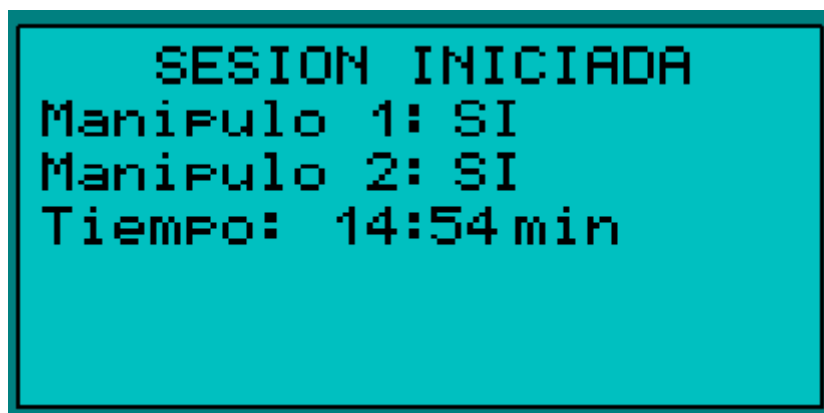 SESION INICIADA
Manipulo 1: SI
Manipulo 2: SI
Tiempo: 14:54 min